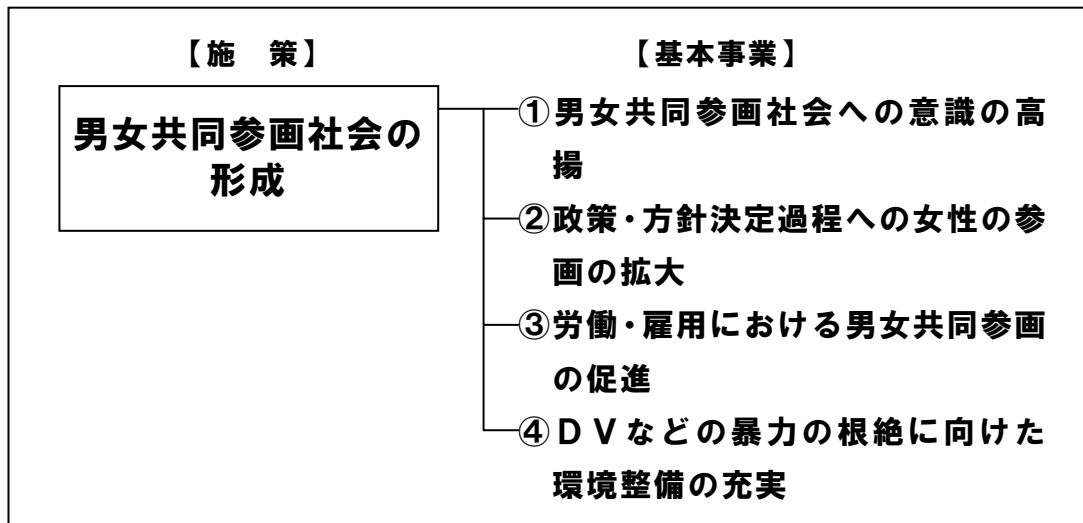 【施　策】
【基本事業】
男女共同参画社会の
形成
①男女共同参画社会への意識の高
揚
②政策・方針決定過程への女性の参
画の拡大
③労働・雇用における男女共同参画
の促進
④ＤＶなどの暴力の根絶に向けた
環境整備の充実